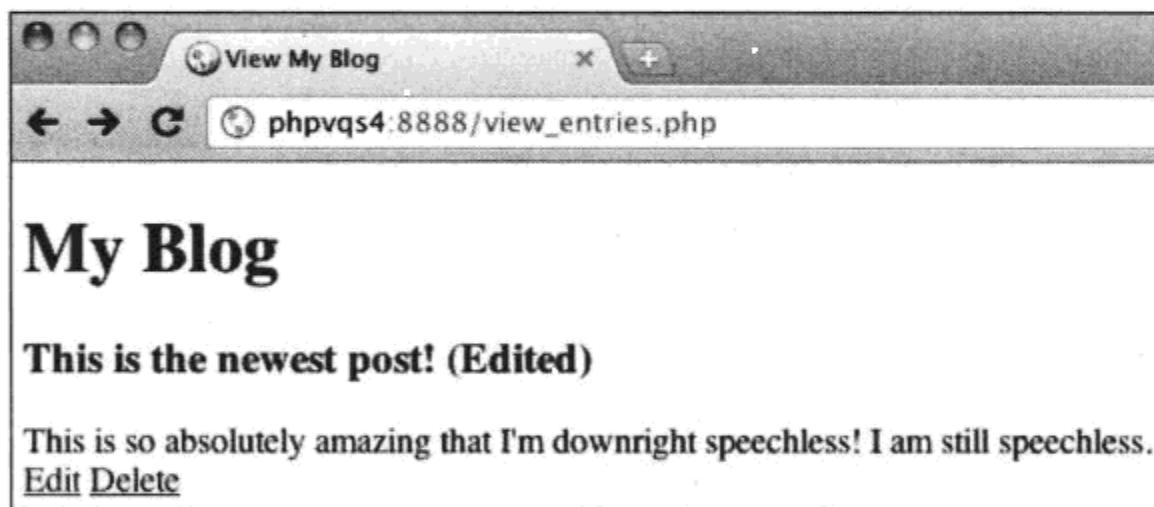 View My Blog
phpvqs4:8888/view_entries.php
My Blog
This is the newest post! (Edited)
This is so absolutely amazing that I'm downright speechless! I am still speechless.
Edit Delete